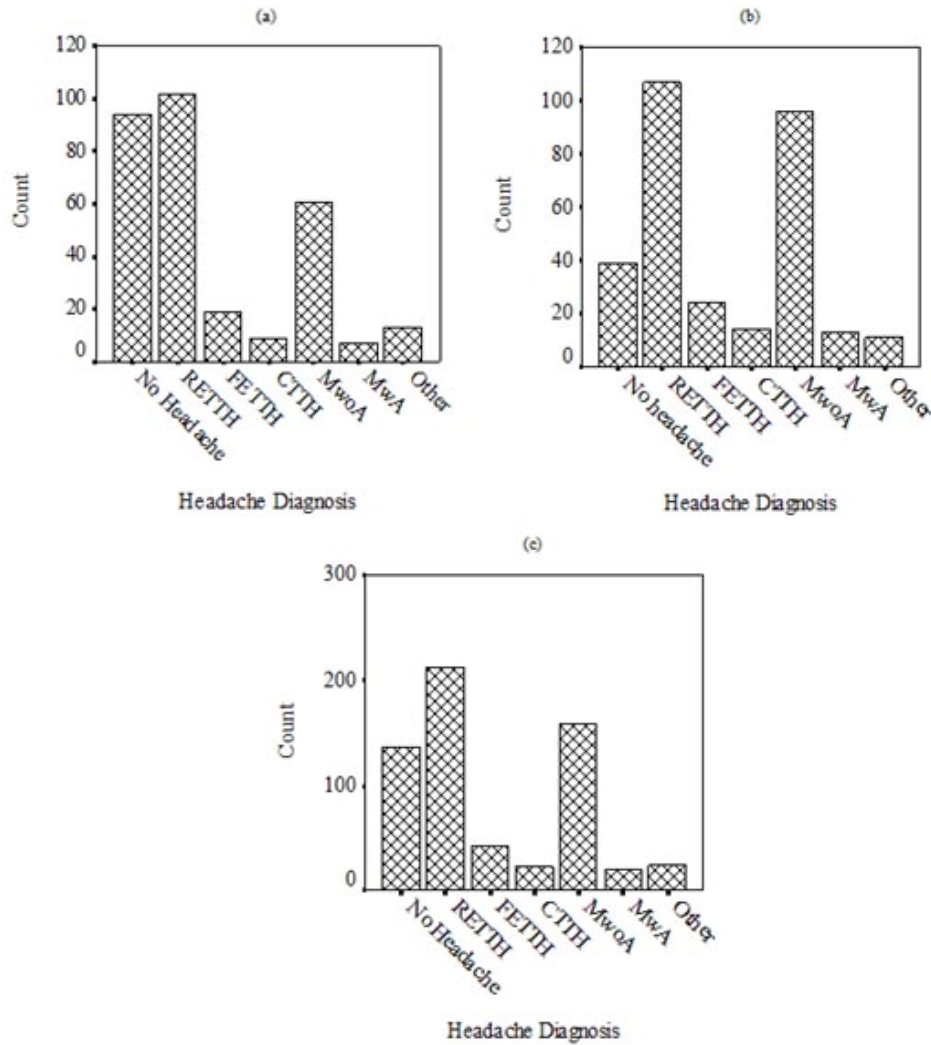 (a)
120
100
80
60
40
20
0
Count
No Headache
RETTH
FETTH
CTTH
MwoA
MwA
Other
Headache Diagnosis
(b)
120
100
80
60
40
20
0
Count
No headache
RETTH
FETTH
CTTH
MwoA
MwA
Other
Headache Diagnosis
(c)
300
200
100
0
Count
No Headache
RETTH
FETTH
CTTH
MwoA
MwA
Other
Headache Diagnosis